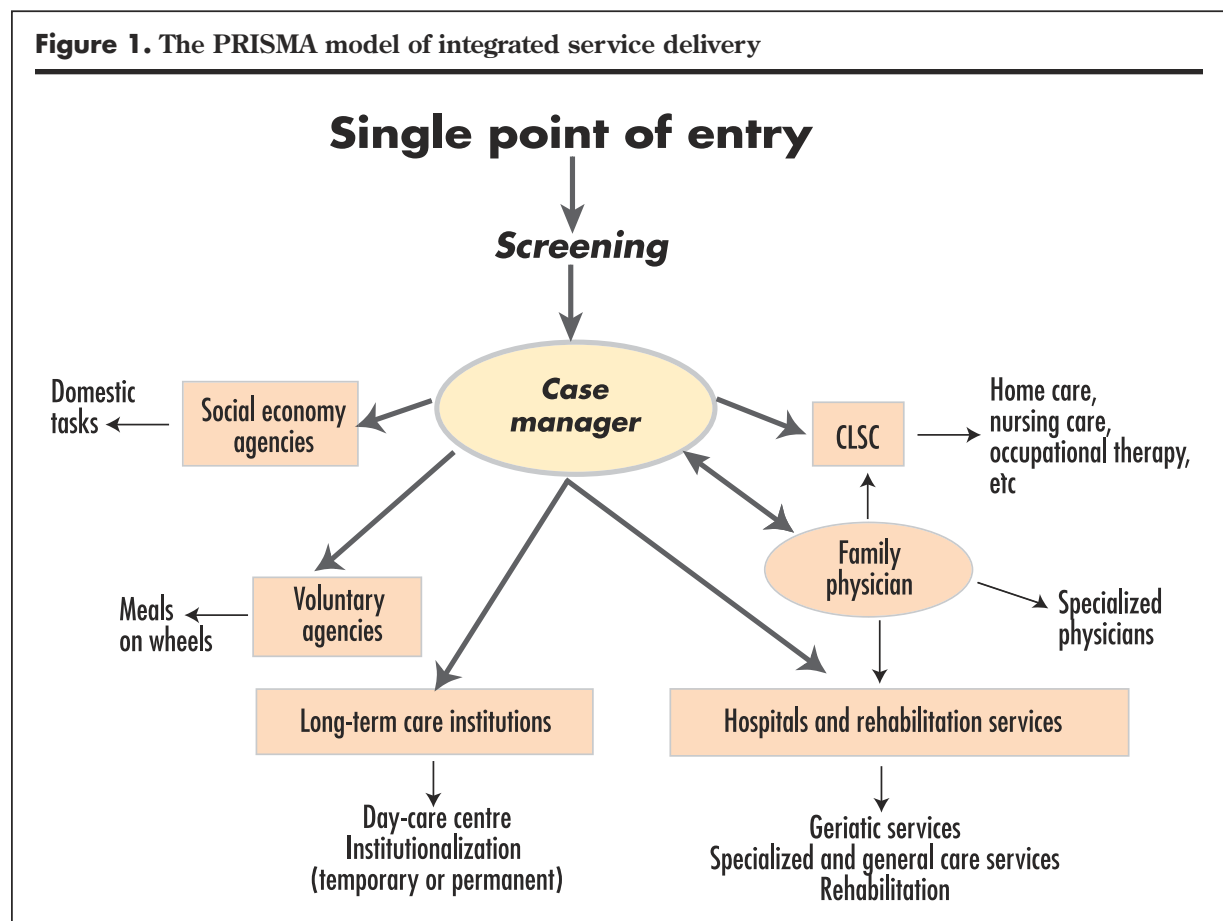 Figure 1. The PRISMA model of integrated service delivery
Single point of entry
Screening
Case
manager
Domestic
tasks
Social economy
agencies
CLSC
Home care,
nursing care,
occupational therapy,
etc
Family
physician
Specialized
physicians
Meals
on wheels
Voluntary
agencies
Long-term care institutions
Hospitals and rehabilitation services
Day-care centre
Institutionalization
(temporary or permanent)
Geriatic services
Specialized and general care services
Rehabilitation